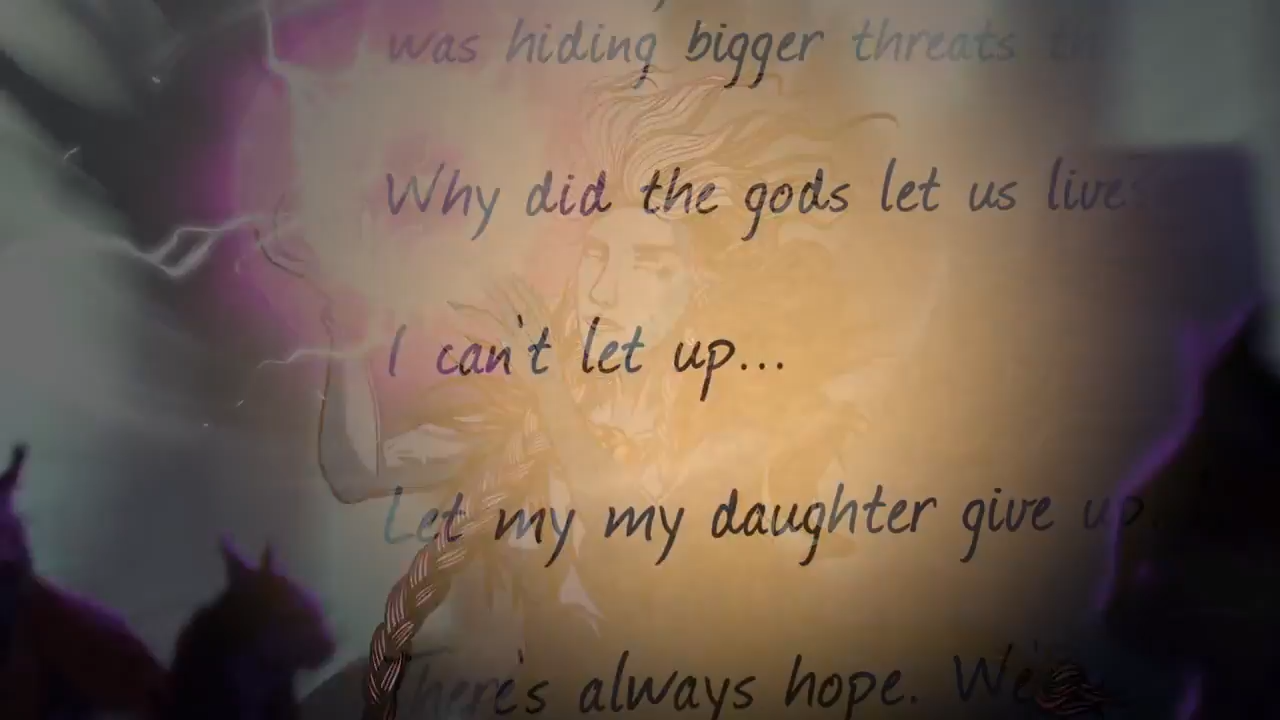 was hiding bigger threats
Why did the gods let us live
I can't let up...
Let my my daughter give up.
There's always hope. We